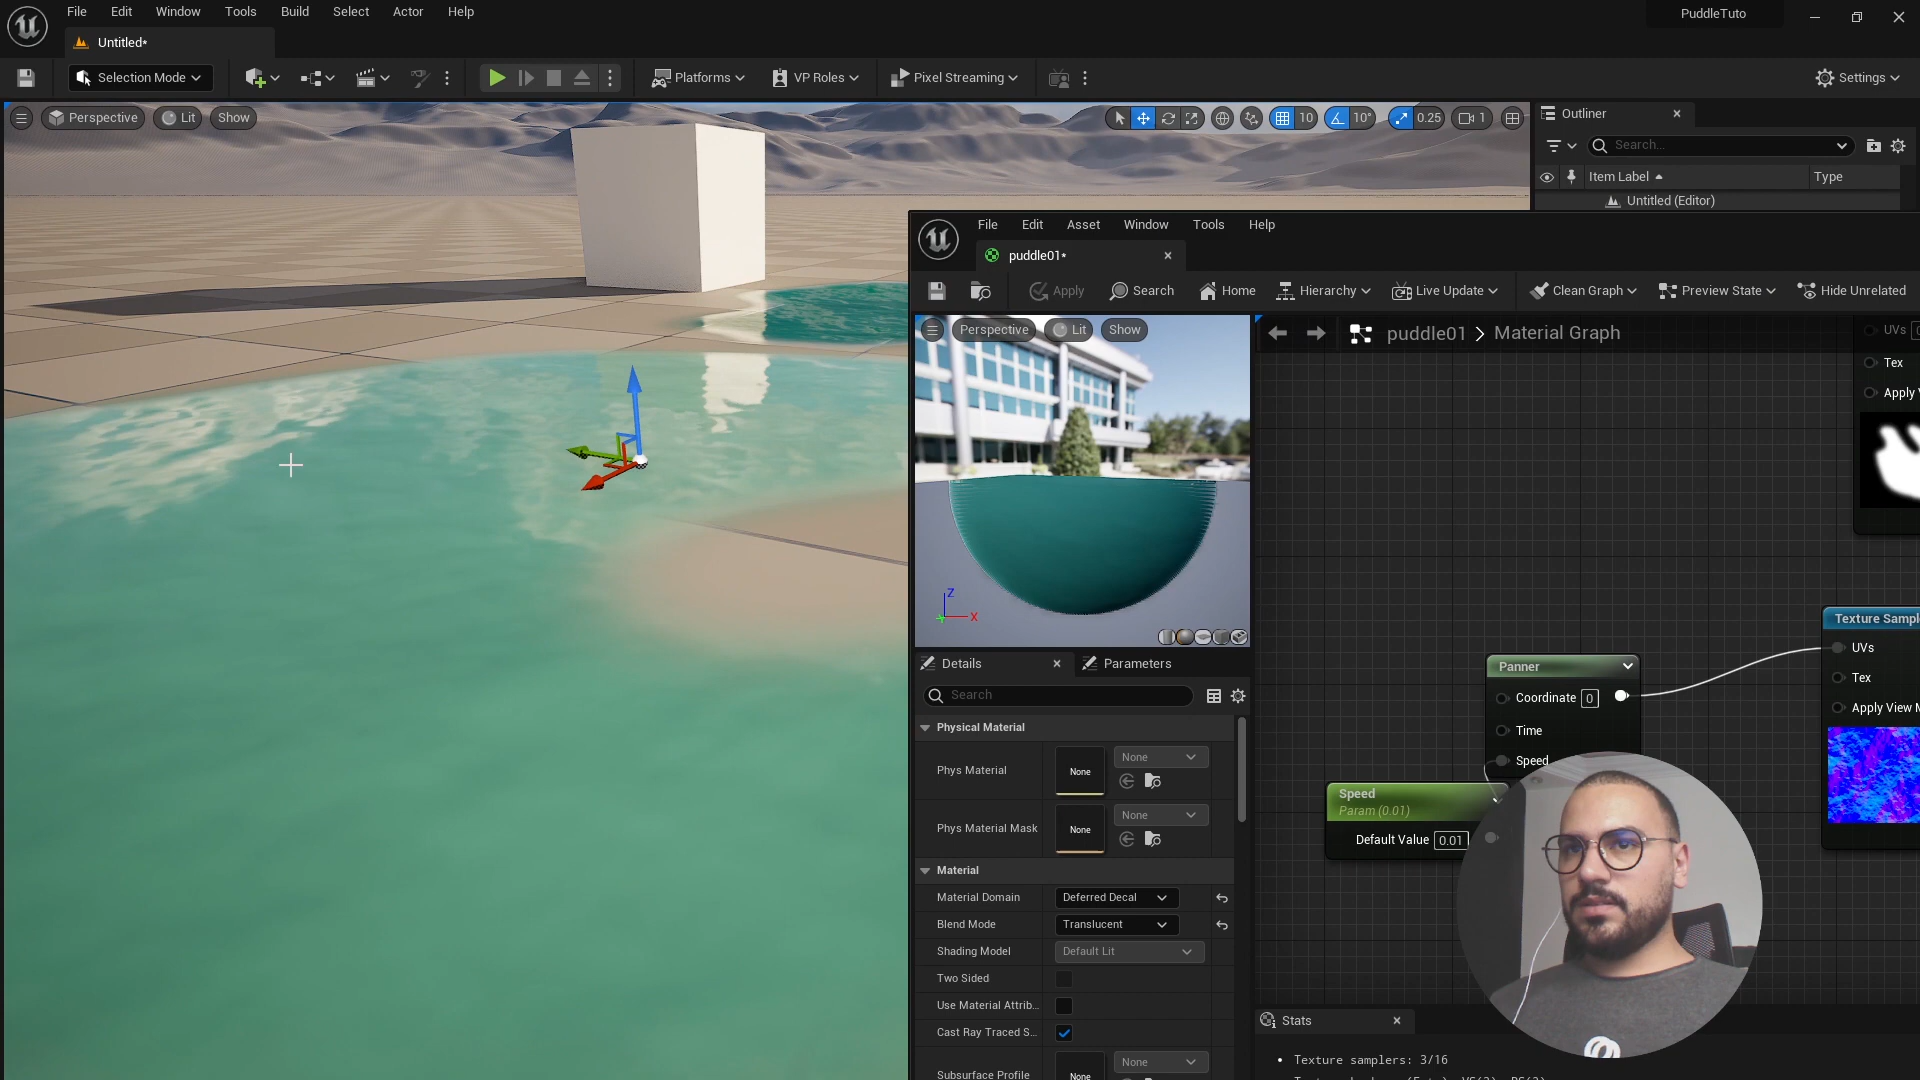 File Edit Window Tools Build Select Actor Help
PuddleTuto
Untitled*
Selection Mode
Platforms
VP Roles
Pixel Streaming
Settings
Perspective
Lit
Show
10
10°
0.25
1
Outliner
Search...
Item Label
Type
Untitled (Editor)
File Edit Asset Window Tools Help
puddle01*
Apply
Search
Home
Hierarchy
Live Update
Clean Graph
Preview State
Hide Unrelated
Perspective
Lit
Show
puddle01 > Material Graph
UVs
Tex
Apply
Z
X
Details
Parameters
Search
Physical Material
Phys Material
None
None
Phys Material Mask
None
None
Material
Material Domain
Deferred Decal
Blend Mode
Translucent
Shading Model
Default Lit
Two Sided
Use Material Attrib...
Cast Ray Traced S...
Subsurface Profile
None
None
Panner
Coordinate 0
Time
Speed
Speed
Param (0.01)
Default Value 0.01
Texture Sampl
UVs
Tex
Apply View M
Stats
• Texture samplers: 3/16